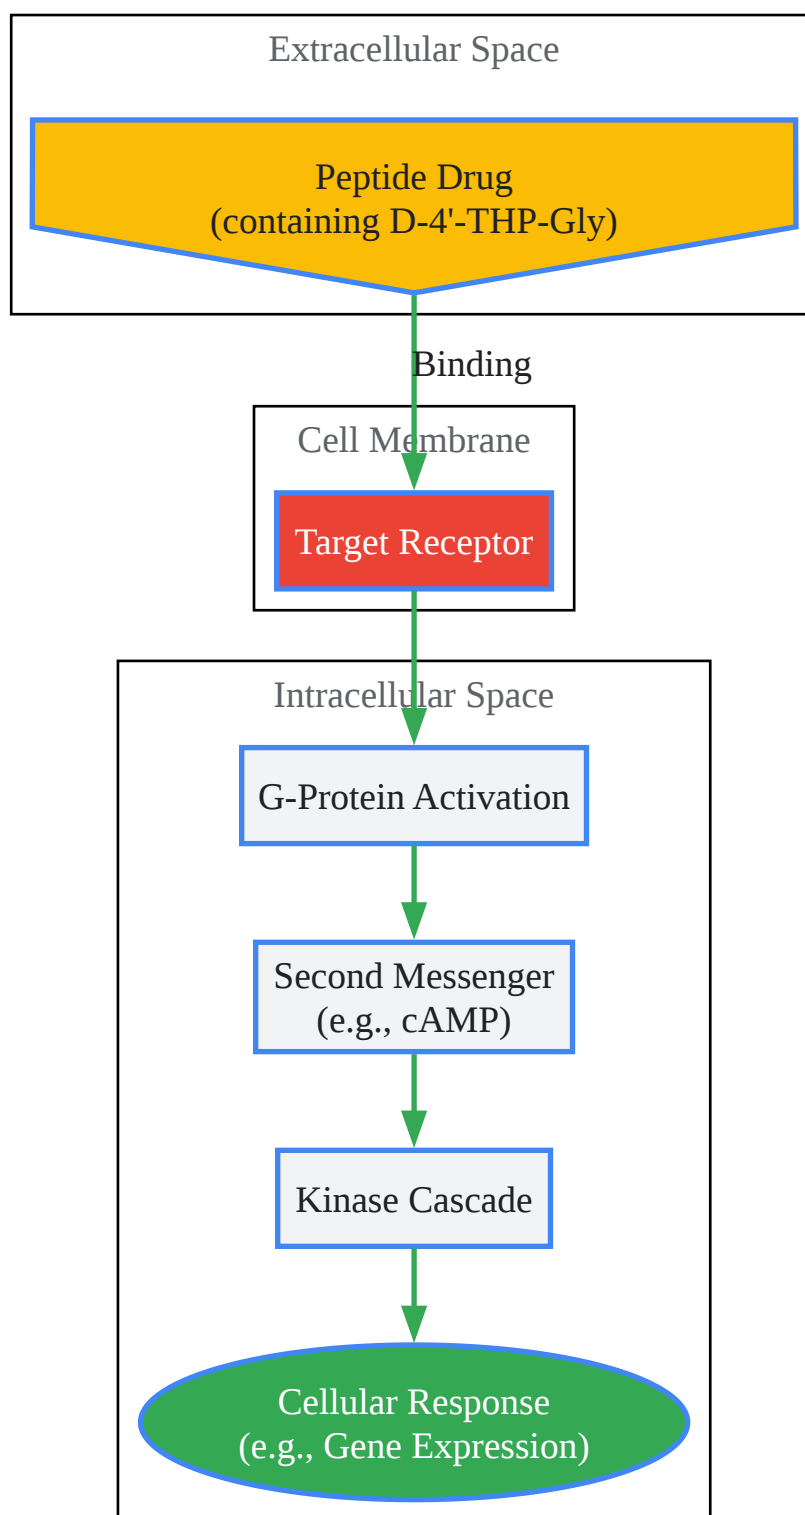 Extracellular Space
Peptide Drug
(containing D-4'-THP-Gly)
Binding
Cell Membrane
Target Receptor
Intracellular Space
G-Protein Activation
Second Messenger
(e.g., cAMP)
Kinase Cascade
Cellular Response
(e.g., Gene Expression)